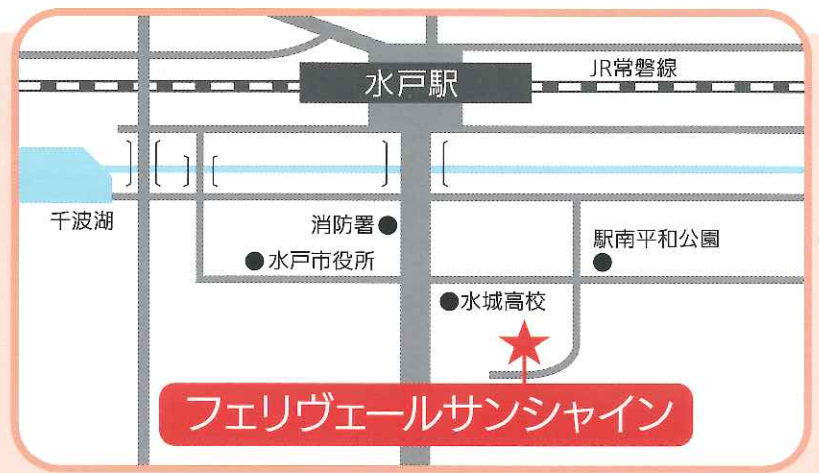 水戸駅
JR常磐線
千波湖
消防署
水戸市役所
駅南平和公園
水城高校
フェリヴェールサンシャイン